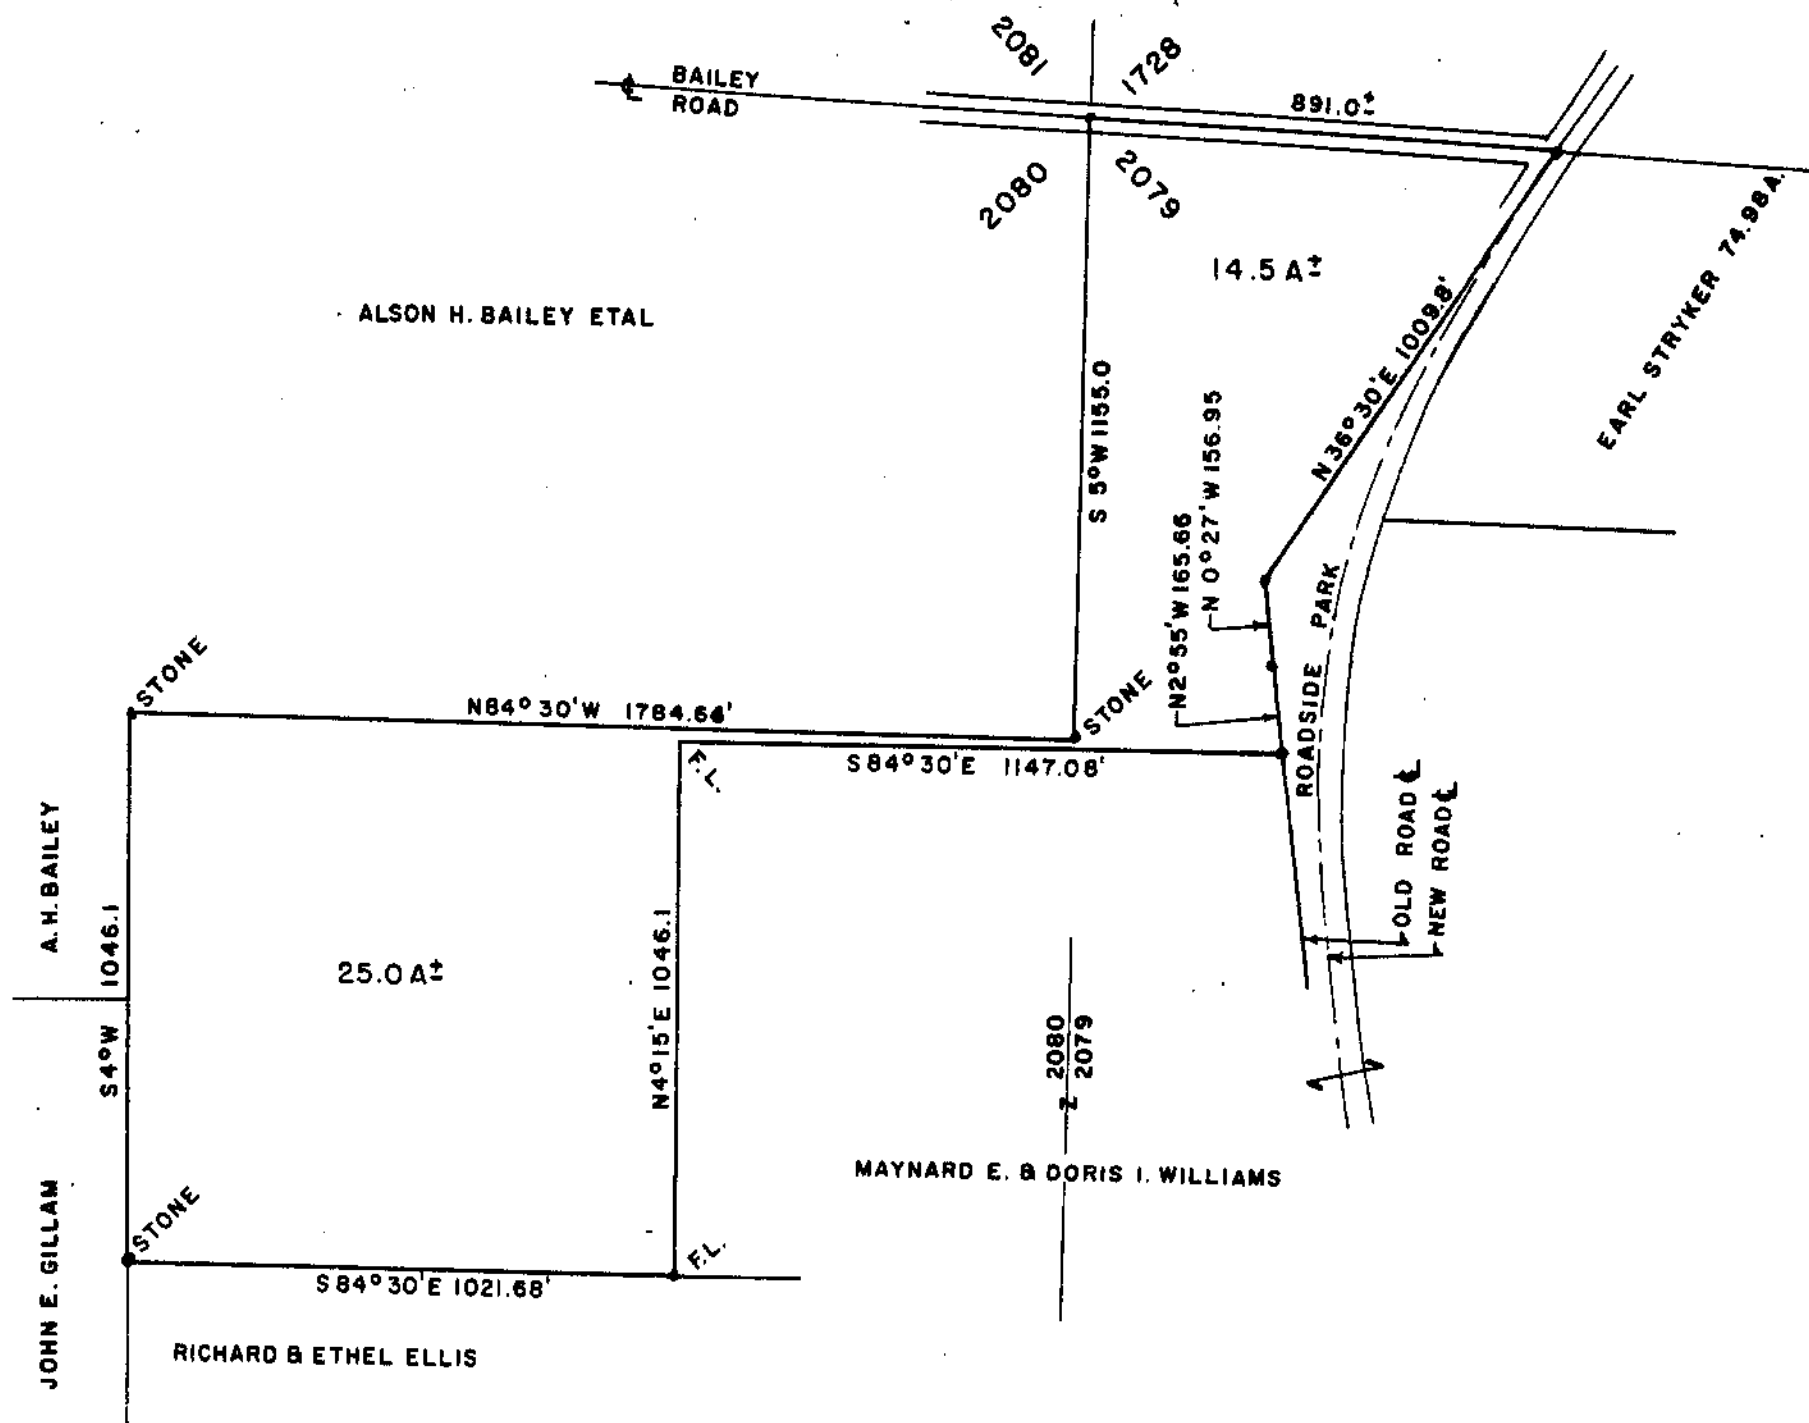 2081
1728
BAILEY
ROAD
891.0±
2080
2079
14.5 A±
EARL STRYKER 74.98A.
ALSON H. BAILEY ETAL
N 36° 30' E 1009.8'
S 5° W 1155.0
N 0° 27' W 156.95
N 2° 55' W 165.66
ROADSIDE PARK
STONE
STONE
N84° 30' W 1784.64'
S84° 30' E 1147.08'
F.L.
OLD ROAD ℄
NEW ROAD ℄
A.H. BAILEY
S4°W 1046.1
25.0 A±
N4°15'E 1046.1
2080
2079
MAYNARD E. & DORIS I. WILLIAMS
JOHN E. GILLAM
STONE
F.L.
S 84° 30' E 1021.68'
RICHARD & ETHEL ELLIS